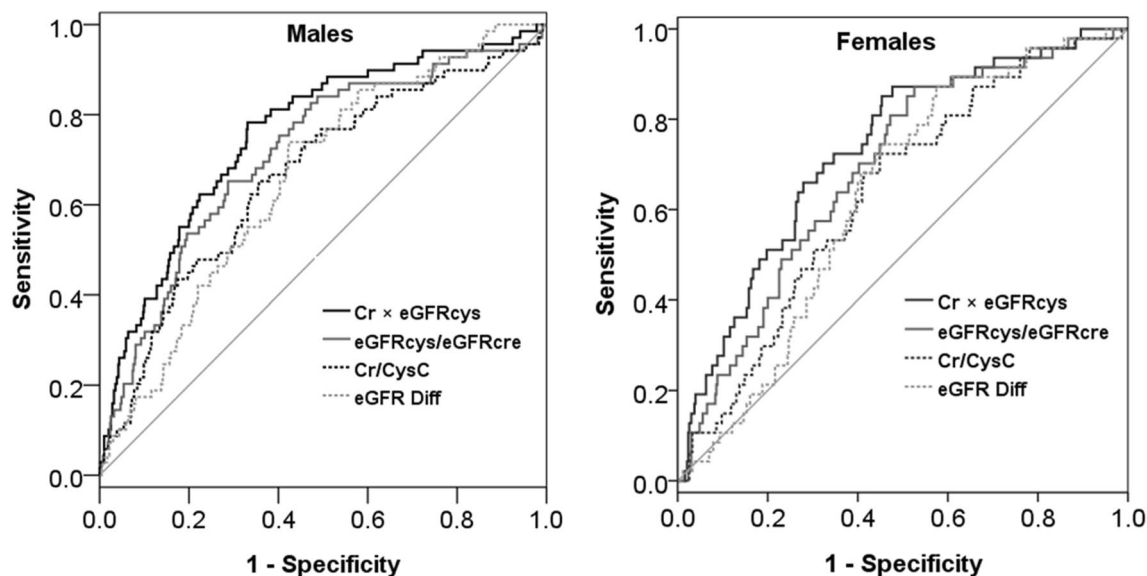 Males
Sensitivity
1.0
0.8
0.6
0.4
0.2
0.0
Cr × eGFRcys
eGFRcys/eGFRcre
Cr/CysC
eGFR Diff
0.0 0.2 0.4 0.6 0.8 1.0
1 - Specificity
Females
Sensitivity
1.0
0.8
0.6
0.4
0.2
0.0
Cr × eGFRcys
eGFRcys/eGFRcre
Cr/CysC
eGFR Diff
0.0 0.2 0.4 0.6 0.8 1.0
1 - Specificity